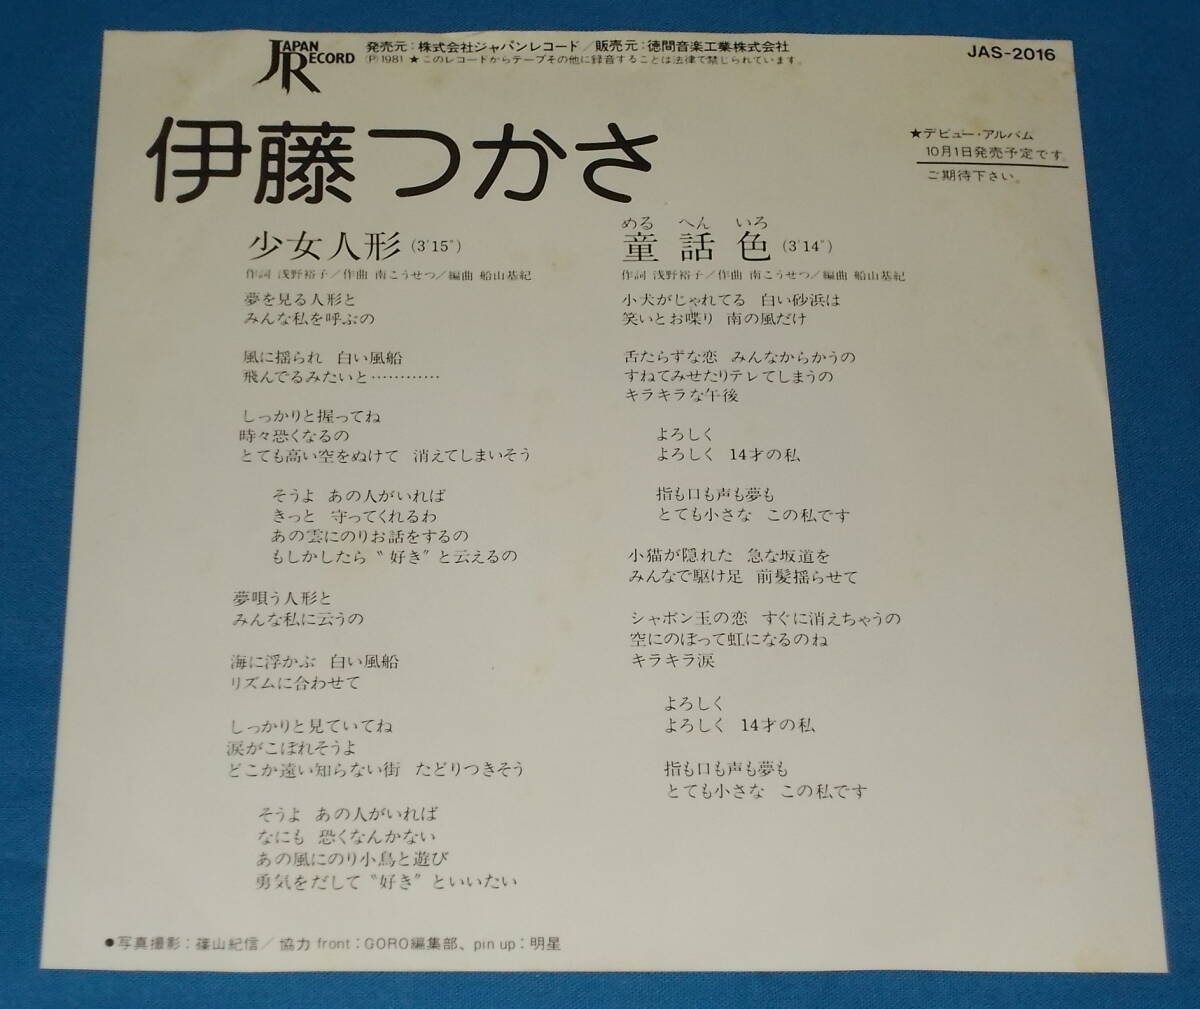 JAPAN RECORD
発売元：株式会社ジャパンレコード／販売元：徳間音楽工業株式会社
Ⓟ1981 ★このレコードからテープその他に録音することは法律で禁じられています。
JAS-2016
伊藤つかさ
★デビュー・アルバム
10月1日発売予定です。
ご期待下さい。
少女人形(3'15")
作詞 浅野裕子／作曲 南こうせつ／編曲 船山基紀
夢を見る人形と
みんな私を呼ぶの
風に揺られ 白い風船
飛んでるみたいと…………
しっかりと握ってね
時々恐くなるの
とても高い空をぬけて 消えてしまいそう
そうよ あの人がいれば
きっと 守ってくれるわ
あの雲にのりお話をするの
もしかしたら〝好き〟と云えるの
夢唄う人形と
みんな私に云うの
海に浮かぶ 白い風船
リズムに合わせて
しっかりと見ていてね
涙がこぼれそうよ
どこか遠い知らない街 たどりつきそう
そうよ あの人がいれば
なにも 恐くなんかない
あの風にのり小鳥と遊び
勇気をだして〝好き〟といいたい
める へん いろ
童話色(3'14")
作詞 浅野裕子／作曲 南こうせつ／編曲 船山基紀
小犬がじゃれてる 白い砂浜は
笑いとお喋り 南の風だけ
舌たらずな恋 みんなからかうの
すねてみせたりテレてしまうの
キラキラな午後
よろしく
よろしく 14才の私
指も口も声も夢も
とても小さな この私です
小猫が隠れた 急な坂道を
みんなで駆け足 前髪揺らせて
シャボン玉の恋 すぐに消えちゃうの
空にのぼって虹になるのね
キラキラ涙
よろしく
よろしく 14才の私
指も口も声も夢も
とても小さな この私です
●写真撮影：篠山紀信／協力 front：GORO編集部、pin up：明星